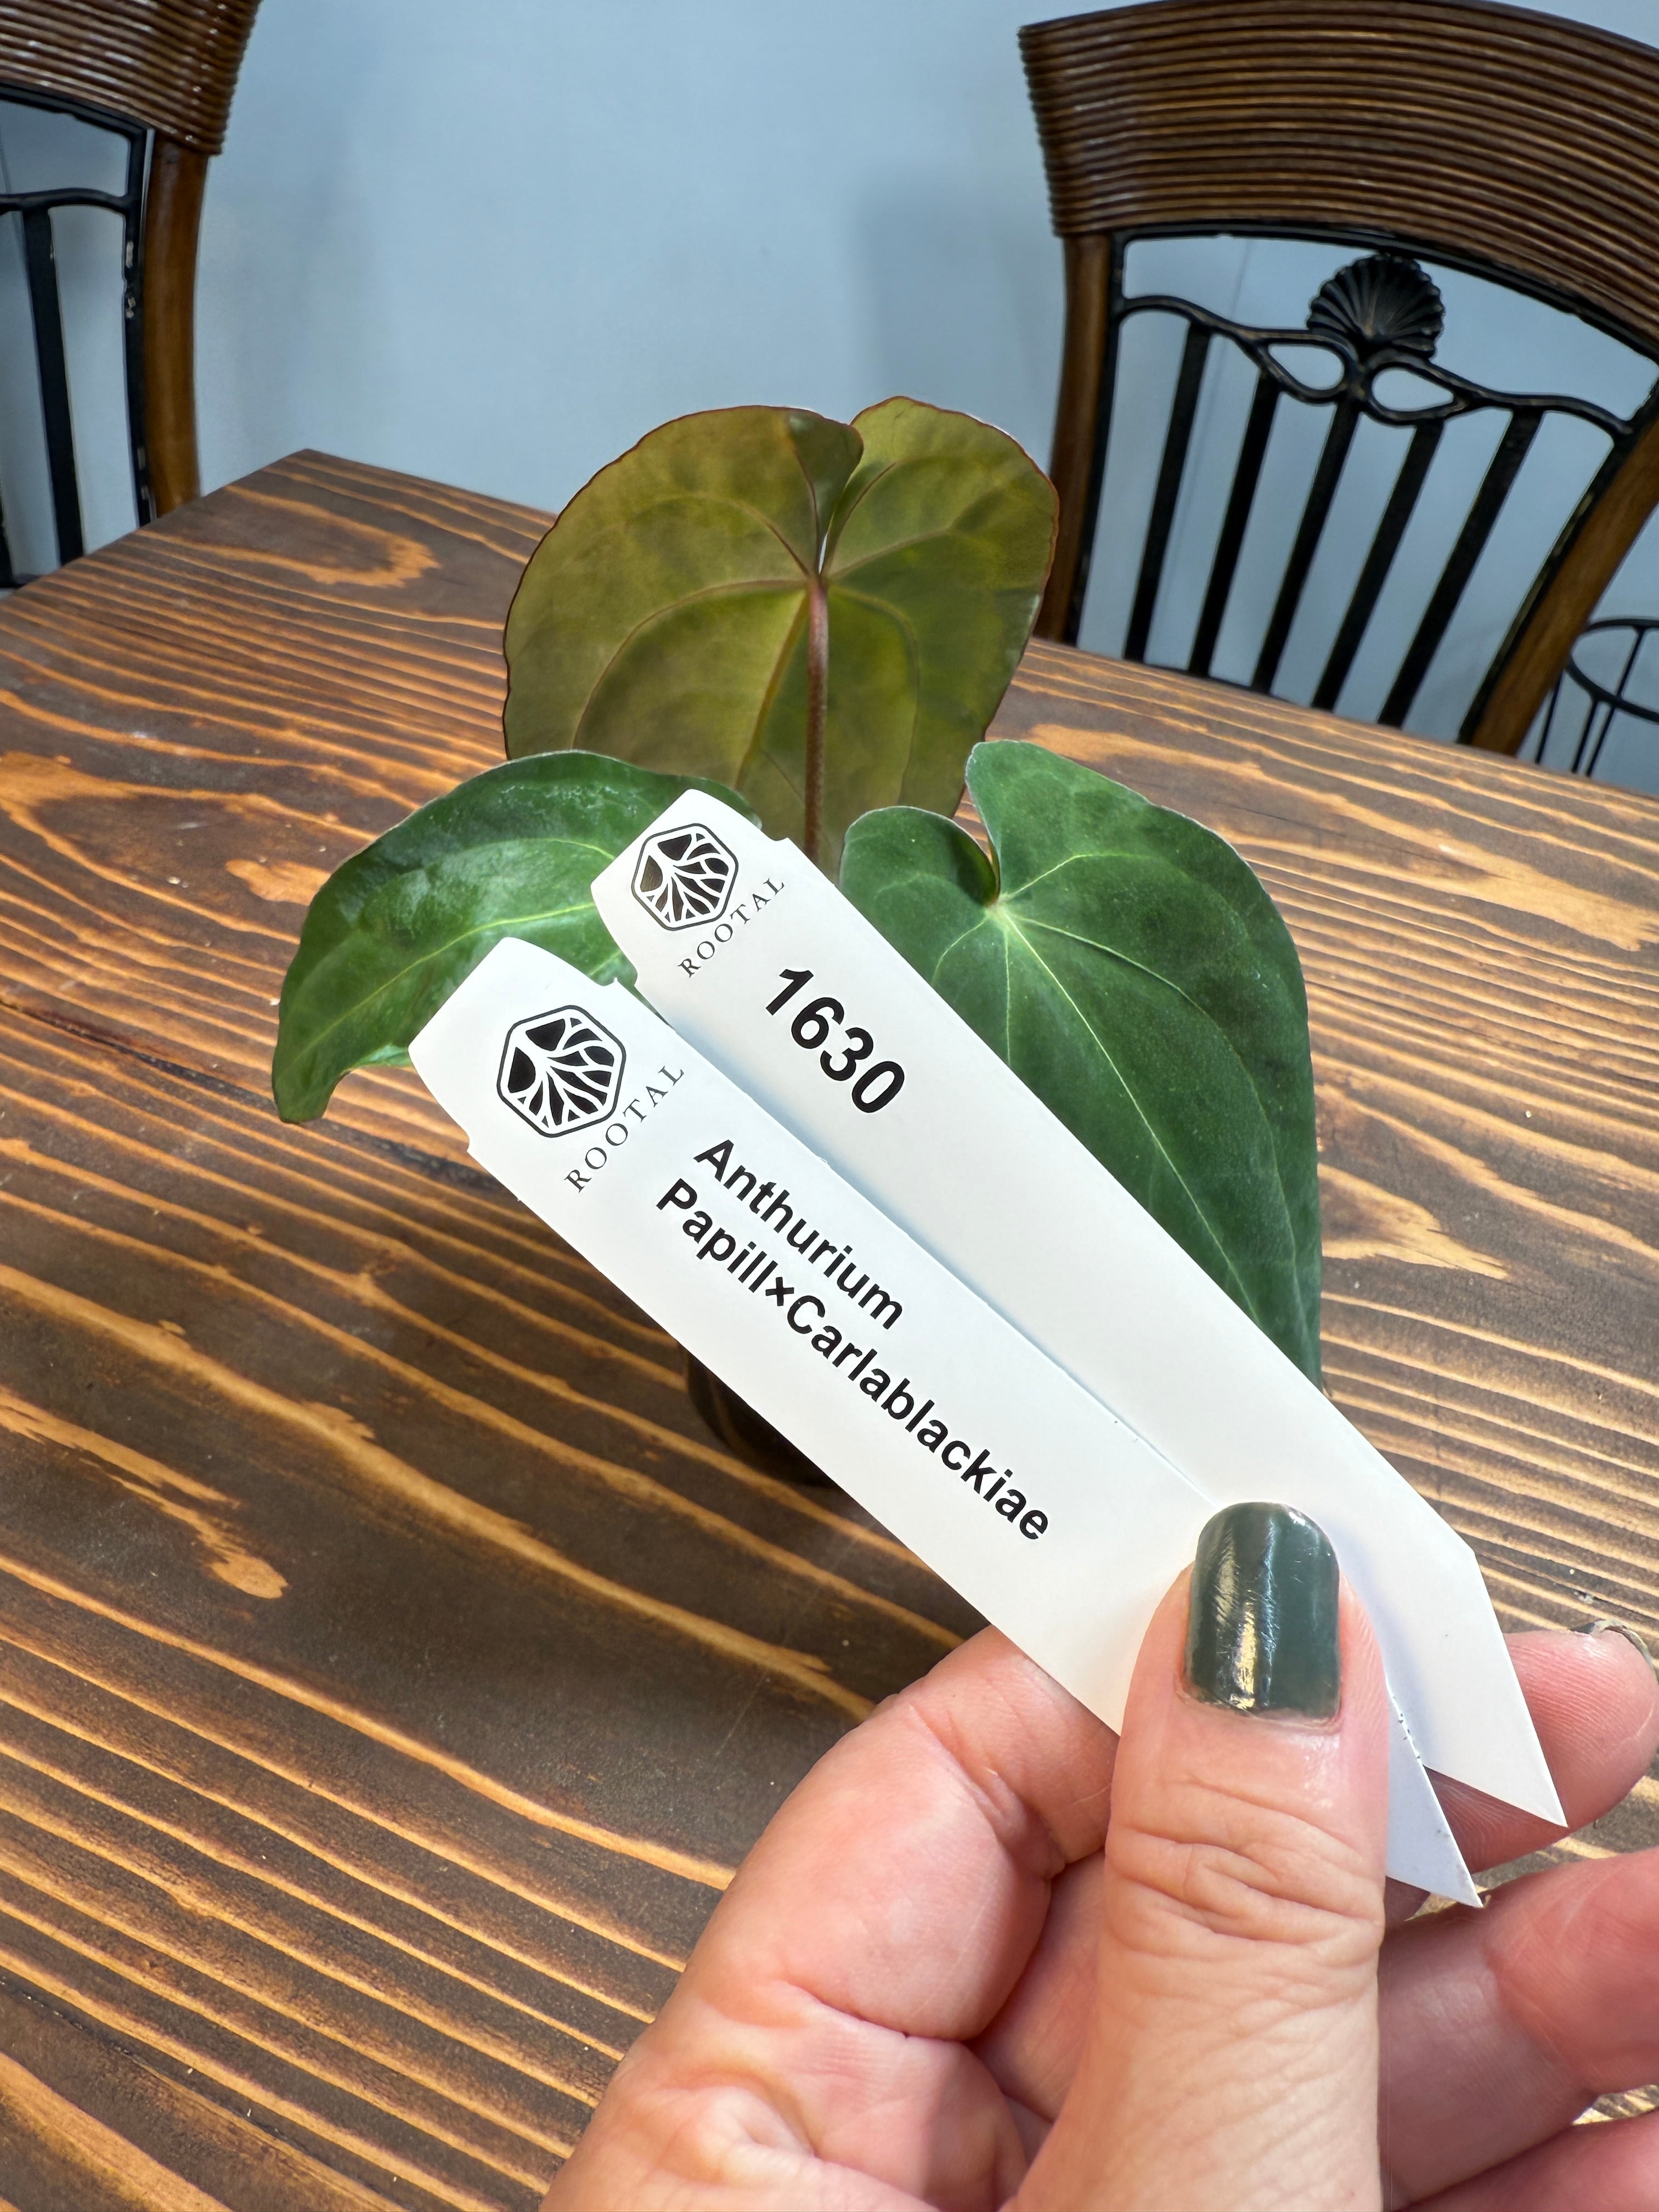 ROOTAL
1630
ROOTAL
Anthurium
Papill×Carlablackiae